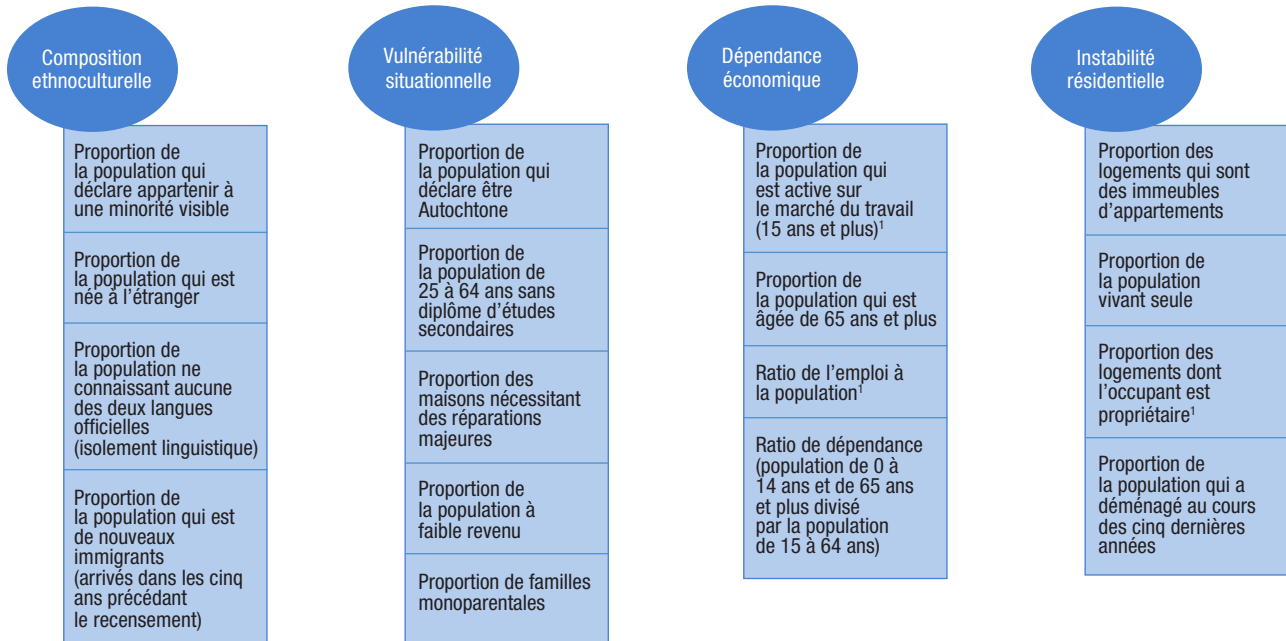 Composition
ethnoculturelle
Proportion de
la population qui
déclare appartenir à
une minorité visible
Proportion de
la population qui est
née à l’étranger
Proportion de
la population ne
connaissant aucune
des deux langues
officielles
(isolement linguistique)
Proportion de
la population qui est
de nouveaux
immigrants
(arrivés dans les cinq
ans précédant
le recensement)
Vulnérabilité
situationnelle
Proportion de
la population qui
déclare être
Autochtone
Proportion de
la population de
25 à 64 ans sans
diplôme d’études
secondaires
Proportion des
maisons nécessitant
des réparations
majeures
Proportion de
la population à
faible revenu
Proportion de familles
monoparentales
Dépendance
économique
Proportion de
la population qui
est active sur
le marché du travail
(15 ans et plus)¹
Proportion de
la population qui est
âgée de 65 ans et plus
Ratio de l’emploi à
la population¹
Ratio de dépendance
(population de 0 à
14 ans et de 65 ans
et plus divisé
par la population
de 15 à 64 ans)
Instabilité
résidentielle
Proportion des
logements qui sont
des immeubles
d’appartements
Proportion de
la population
vivant seule
Proportion des
logements dont
l’occupant est
propriétaire¹
Proportion de
la population qui a
déménagé au cours
des cinq dernières
années